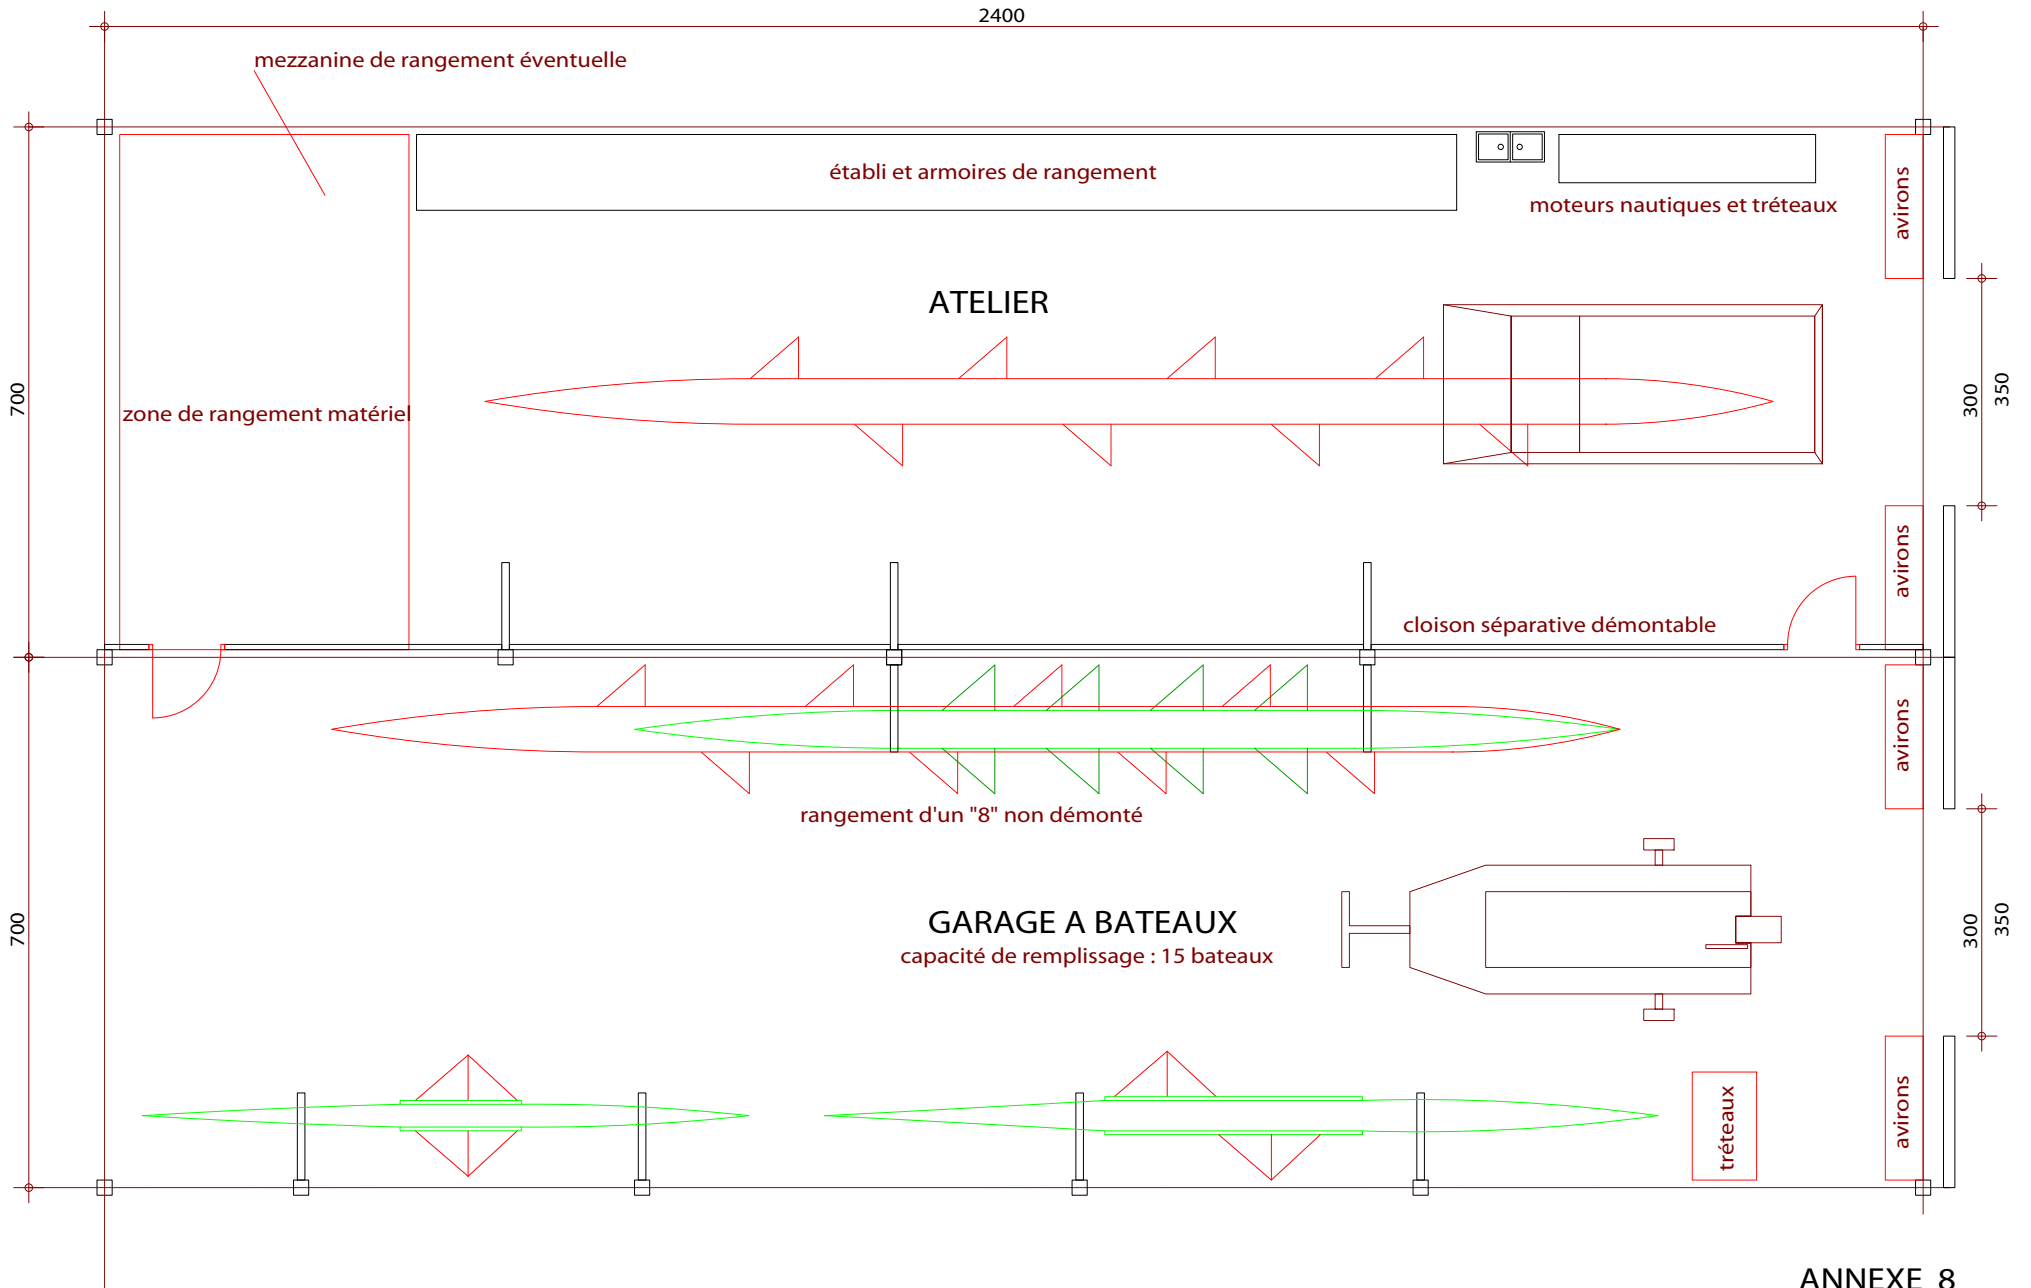 2400
mezzanine de rangement éventuelle
établi et armoires de rangement
moteurs nautiques et tréteaux
avirons
ATELIER
700
zone de rangement matériel
300
350
avirons
cloison séparative démontable
avirons
rangement d'un "8" non démonté
GARAGE A BATEAUX
capacité de remplissage : 15 bateaux
700
300
350
tréteaux
avirons
ANNEXE 8